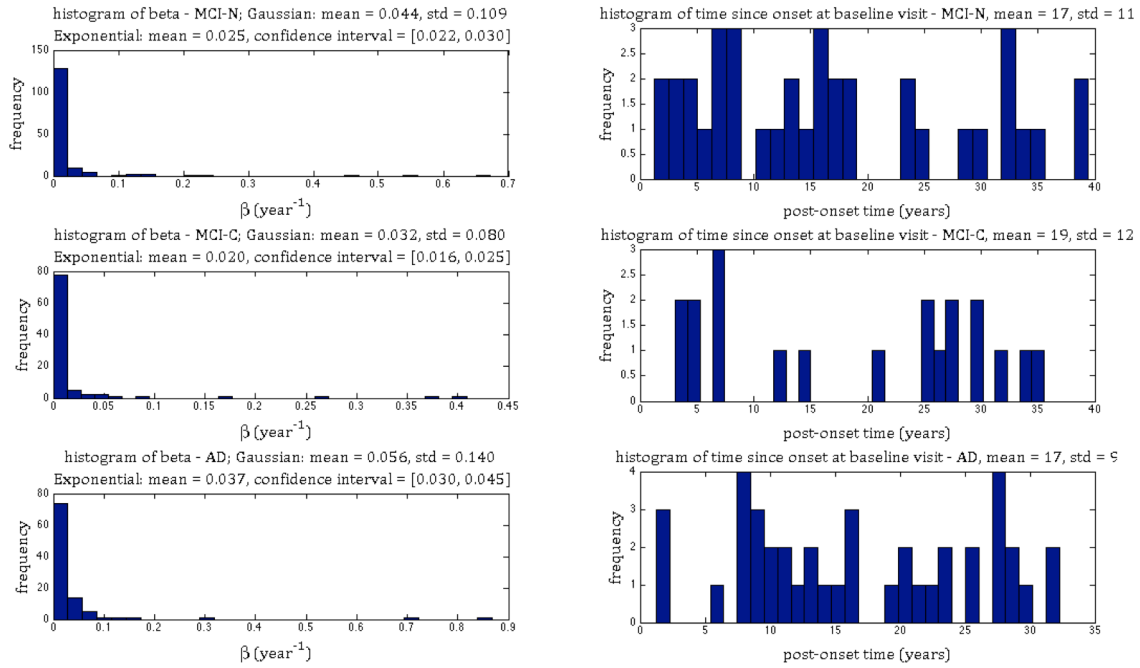 histogram of beta - MCI-N; Gaussian: mean = 0.044, std = 0.109
Exponential: mean = 0.025, confidence interval = [0.022, 0.030]
150
100
50
0
frequency
0 0.1 0.2 0.3 0.4 0.5 0.6 0.7
β (year⁻¹)
histogram of time since onset at baseline visit - MCI-N, mean = 17, std = 11
3
2.5
2
1.5
1
0.5
0
frequency
0 5 10 15 20 25 30 35 40
post-onset time (years)
histogram of beta - MCI-C; Gaussian: mean = 0.032, std = 0.080
Exponential: mean = 0.020, confidence interval = [0.016, 0.025]
80
60
40
20
0
frequency
0 0.05 0.1 0.15 0.2 0.25 0.3 0.35 0.4 0.45
β (year⁻¹)
histogram of time since onset at baseline visit - MCI-C, mean = 19, std = 12
3
2.5
2
1.5
1
0.5
0
frequency
0 5 10 15 20 25 30 35 40
post-onset time (years)
histogram of beta - AD; Gaussian: mean = 0.056, std = 0.140
Exponential: mean = 0.037, confidence interval = [0.030, 0.045]
80
60
40
20
0
frequency
0 0.1 0.2 0.3 0.4 0.5 0.6 0.7 0.8 0.9
β (year⁻¹)
histogram of time since onset at baseline visit - AD, mean = 17, std = 9
4
3
2
1
0
frequency
0 5 10 15 20 25 30 35
post-onset time (years)